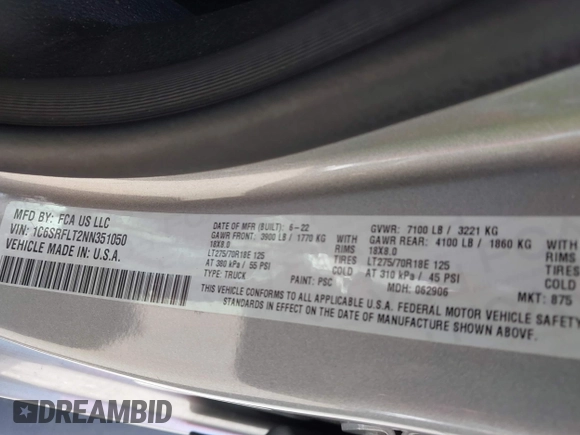 MFD BY: FCA US LLC
VIN: 1C6SRFLT2NN351050
VEHICLE MADE IN: U.S.A.
DATE OF MFR (BUILT): 6-22
GAWR FRONT: 3900 LB / 1770 KG
18X8.0
LT275/70R18E 125
AT 380 kPa / 55 PSI
TYPE: TRUCK
WITH
RIMS
TIRES
COLD
PAINT: PSC
GVWR: 7100 LB / 3221 KG
GAWR REAR: 4100 LB / 1860 KG
18X8.0
LT275/70R18E 125
AT 310 kPa / 45 PSI
MDH: 062906
WITH
RIMS
TIRES
COLD
MKT: 875
THIS VEHICLE CONFORMS TO ALL APPLICABLE U.S.A. FEDERAL MOTOR VEHICLE SAFETY
STANDARDS IN EFFECT ON THE DATE OF MANUFACTURE SHOWN ABOVE.
DREAMBID